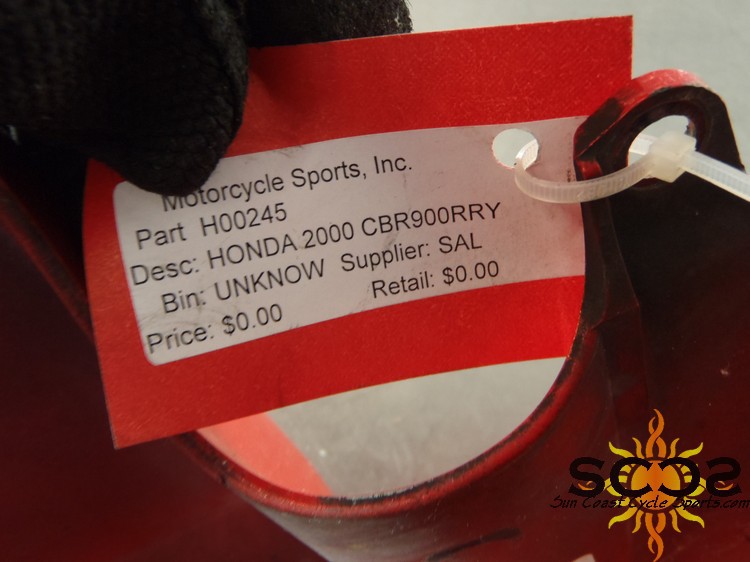 Motorcycle Sports, Inc.
Part H00245
Desc: HONDA 2000 CBR900RRY
Bin: UNKNOW Supplier: SAL
Price: $0.00 Retail: $0.00
SCCS
Sun Coast Cycle Sports.com